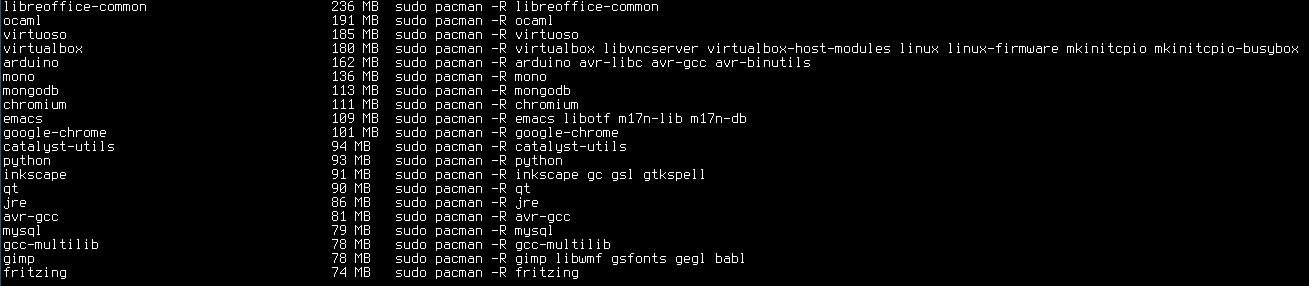 libreoffice-common 236 MB sudo pacman -R libreoffice-common
ocaml 191 MB sudo pacman -R ocaml
virtuoso 185 MB sudo pacman -R virtuoso
virtualbox 180 MB sudo pacman -R virtualbox libvncserver virtualbox-host-modules linux linux-firmware mkinitcpio mkinitcpio-busybox
arduino 162 MB sudo pacman -R arduino avr-libc avr-gcc avr-binutils
mono 136 MB sudo pacman -R mono
mongodb 113 MB sudo pacman -R mongodb
chromium 111 MB sudo pacman -R chromium
emacs 109 MB sudo pacman -R emacs libotf m17n-lib m17n-db
google-chrome 101 MB sudo pacman -R google-chrome
catalyst-utils 94 MB sudo pacman -R catalyst-utils
python 93 MB sudo pacman -R python
inkscape 91 MB sudo pacman -R inkscape gc gsl gtkspell
qt 90 MB sudo pacman -R qt
jre 86 MB sudo pacman -R jre
avr-gcc 81 MB sudo pacman -R avr-gcc
mysql 79 MB sudo pacman -R mysql
gcc-multilib 78 MB sudo pacman -R gcc-multilib
gimp 78 MB sudo pacman -R gimp libwmf gsfonts gegl babl
fritzing 74 MB sudo pacman -R fritzing